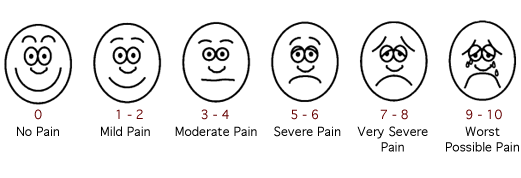 0 1 - 2 3 - 4 5 - 6 7 - 8 9 - 10
No Pain Mild Pain Moderate Pain Severe Pain Very Severe Worst
Pain Possible Pain